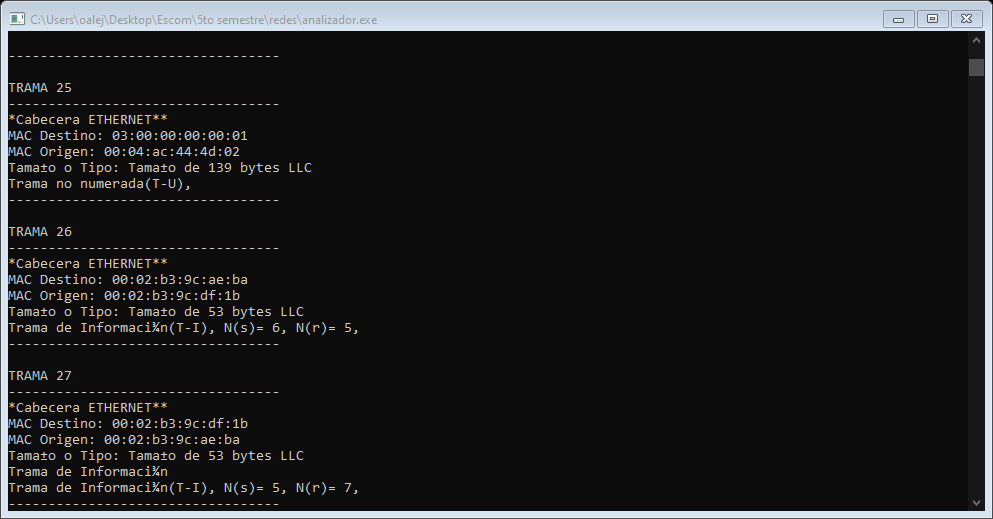 C:\Users\oalej\Desktop\Escom\5to semestre\redes\analizador.exe
----------------------------------
TRAMA 25
----------------------------------
*Cabecera ETHERNET**
MAC Destino: 03:00:00:00:00:01
MAC Origen: 00:04:ac:44:4d:02
Tama±o o Tipo: Tama±o de 139 bytes LLC
Trama no numerada(T-U),
----------------------------------
TRAMA 26
----------------------------------
*Cabecera ETHERNET**
MAC Destino: 00:02:b3:9c:ae:ba
MAC Origen: 00:02:b3:9c:df:1b
Tama±o o Tipo: Tama±o de 53 bytes LLC
Trama de Informaci¾n(T-I), N(s)= 6, N(r)= 5,
----------------------------------
TRAMA 27
----------------------------------
*Cabecera ETHERNET**
MAC Destino: 00:02:b3:9c:df:1b
MAC Origen: 00:02:b3:9c:ae:ba
Tama±o o Tipo: Tama±o de 53 bytes LLC
Trama de Informaci¾n
Trama de Informaci¾n(T-I), N(s)= 5, N(r)= 7,
----------------------------------